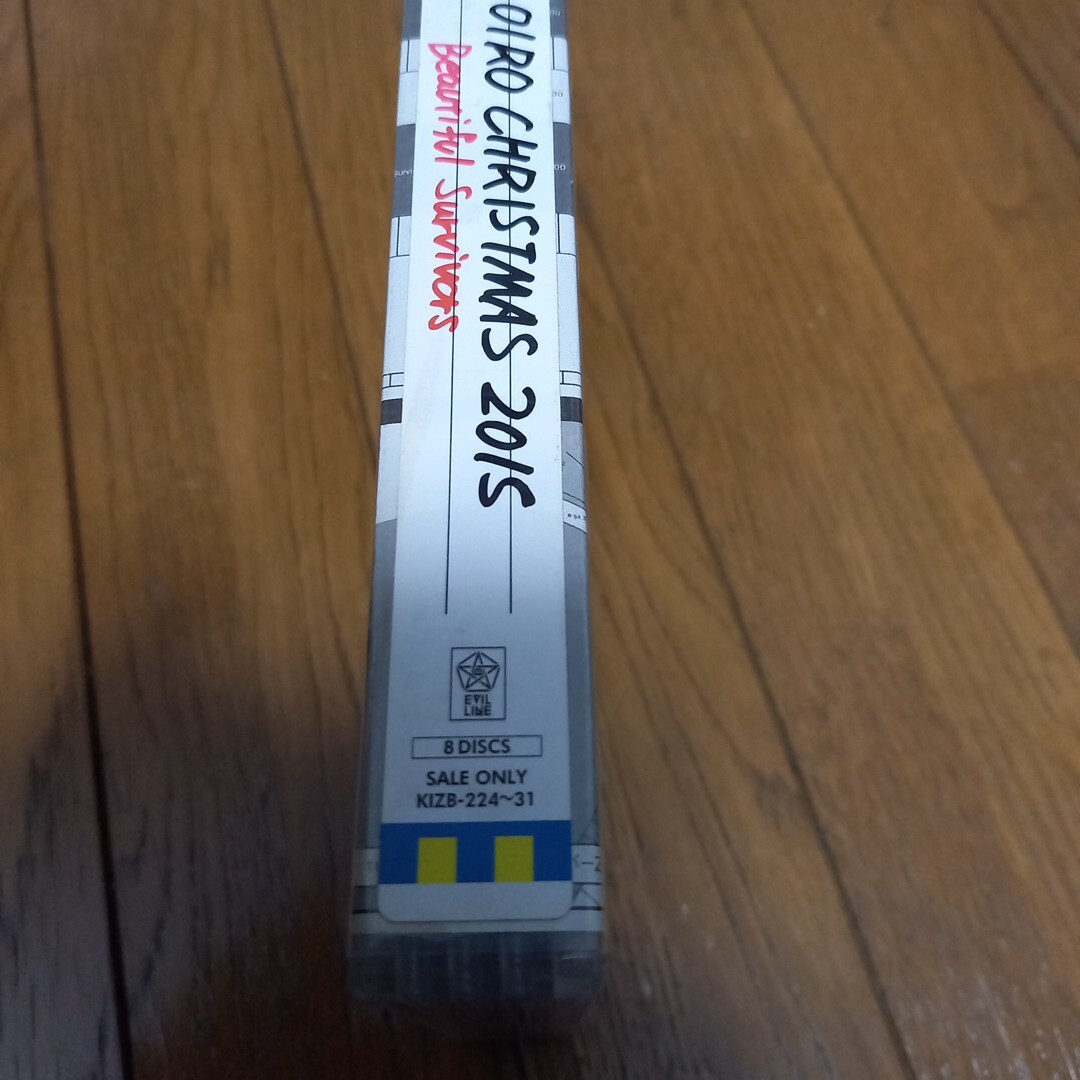 OIRO CHRISTMAS 2015
Beautiful Survivors
EVIL
LINE
8 DISCS
SALE ONLY
KIZB-224~31